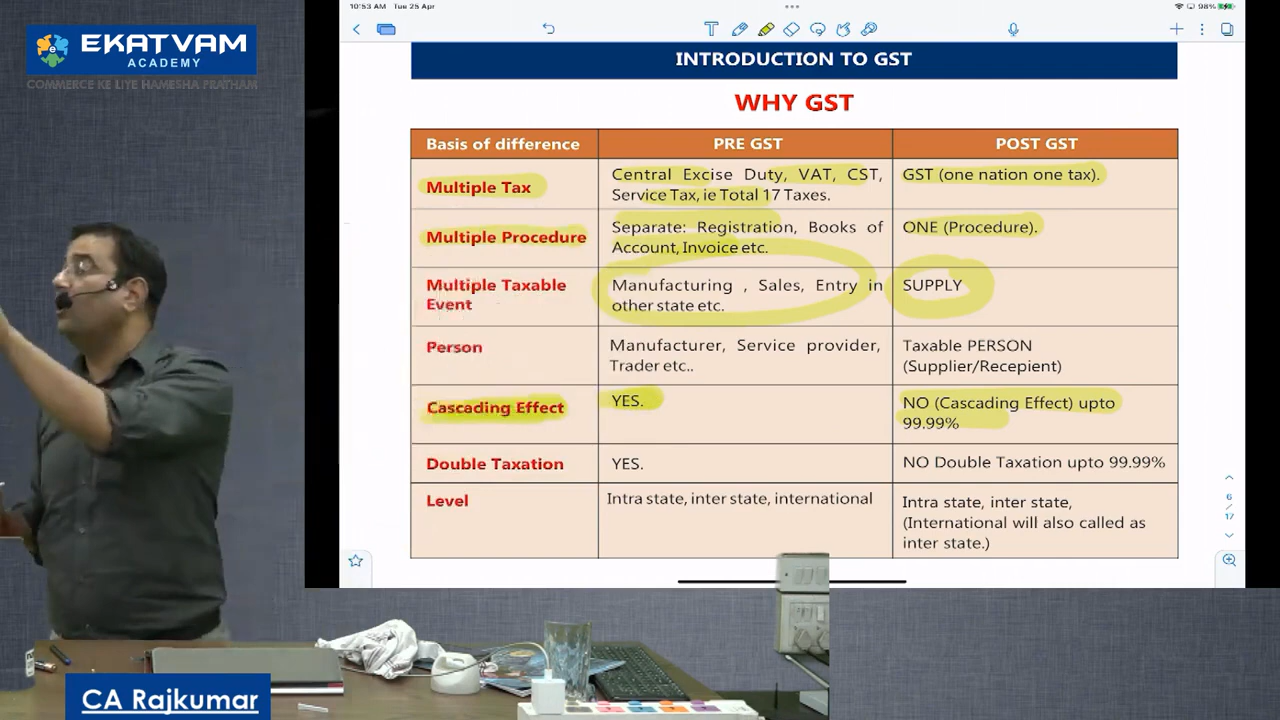 EKATVAM
ACADEMY
COMMERCE KE LIYE HAMESHA PRATHAM
10:53 AM Tue 25 Apr
98%
INTRODUCTION TO GST
WHY GST
Basis of difference PRE GST POST GST
Multiple Tax
Central Excise Duty, VAT, CST,
Service Tax, ie Total 17 Taxes.
GST (one nation one tax).
Multiple Procedure
Separate: Registration, Books of
Account, Invoice etc.
ONE (Procedure).
Multiple Taxable
Event
Manufacturing , Sales, Entry in
other state etc.
SUPPLY
Person
Manufacturer, Service provider,
Trader etc..
Taxable PERSON
(Supplier/Recepient)
Cascading Effect
YES.
NO (Cascading Effect) upto
99.99%
Double Taxation
YES.
NO Double Taxation upto 99.99%
Level
Intra state, inter state, international
Intra state, inter state,
(International will also called as
inter state.)
6
/
17
CA Rajkumar